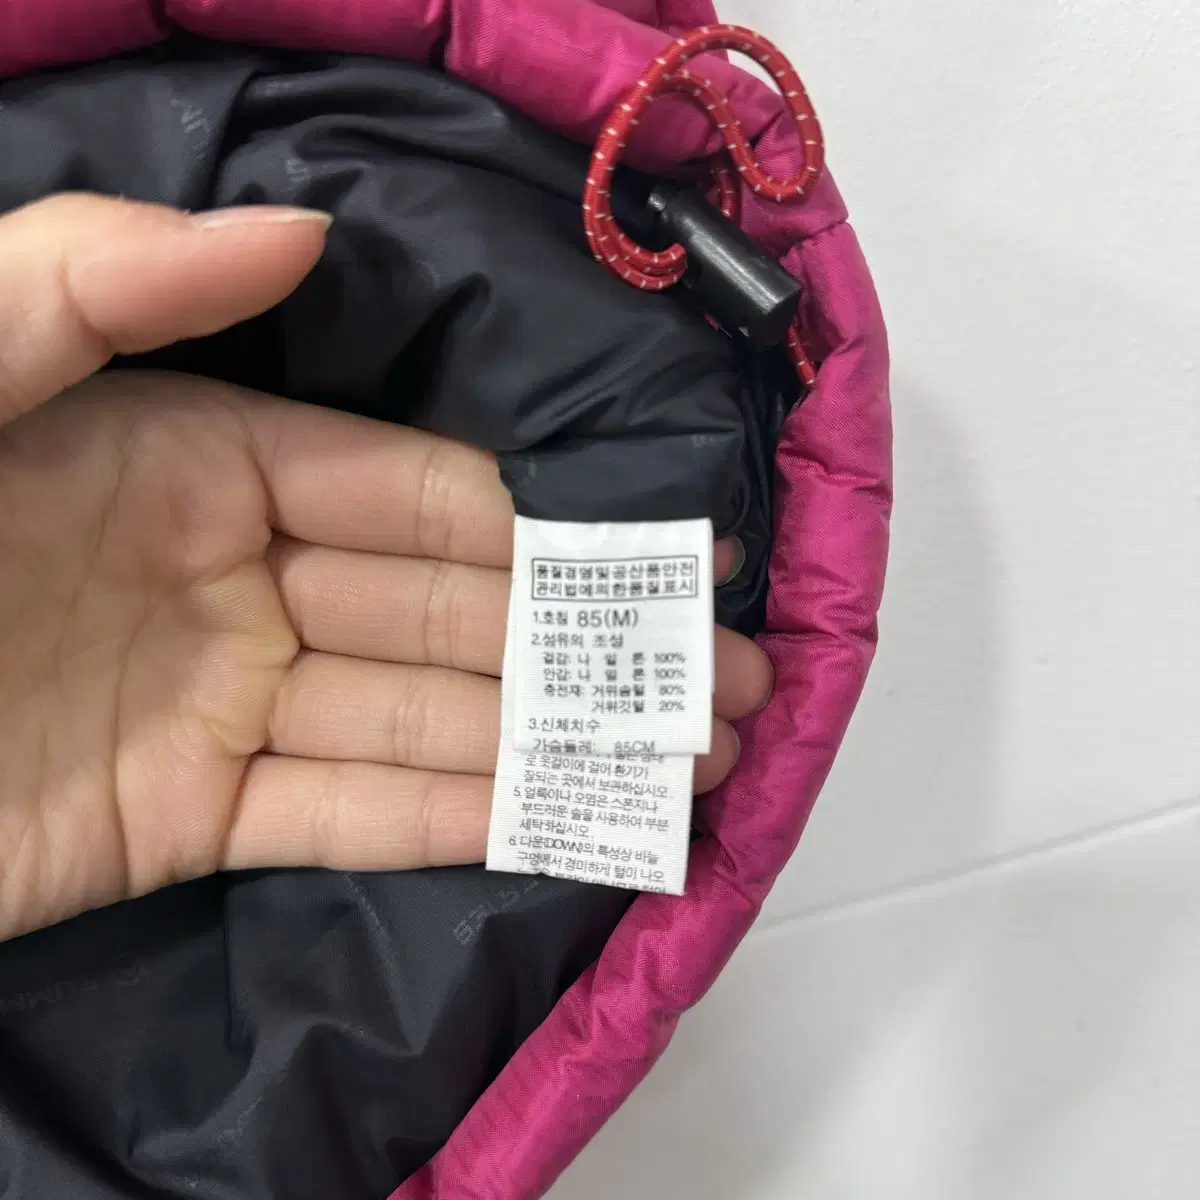 품질경영및공산품안전
관리법에의한품질표시
1.호칭 85(M)
2.섬유의 조성
겉감: 나 일 론 100%
안감: 나 일 론 100%
충전재: 거위솜털 80%
거위깃털 20%
3.신체치수
가슴둘레: 85CM
로 옷걸이에 걸어 환기가
잘되는 곳에서 보관하십시오
5. 얼룩이나 오염은 스폰지나
부드러운 솔을 사용하여 부분
세탁하십시오.
6. 다운(DOWN)의 특성상 바늘
구멍에서 경미하게 털이 나오